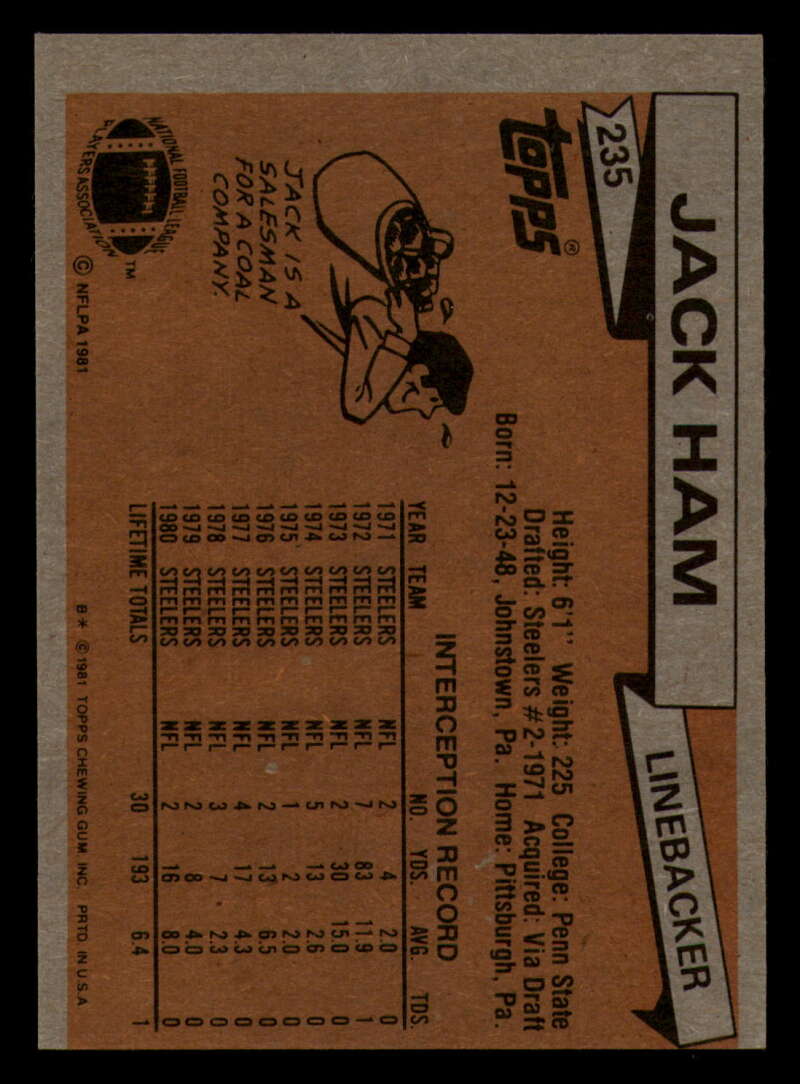 JACK HAM
LINEBACKER
235
topps®
Height: 6'1" Weight: 225 College: Penn State
Drafted: Steelers #2-1971 Acquired: Via Draft
Born: 12-23-48, Johnstown, Pa. Home: Pittsburgh, Pa.
JACK IS A
SALESMAN
FOR A COAL
COMPANY.
INTERCEPTION RECORD
YEAR TEAM NO. YDS. AVG. TDS.
1971 STEELERS NFL 2 4 2.0 0
1972 STEELERS NFL 7 83 11.9 1
1973 STEELERS NFL 2 30 15.0 0
1974 STEELERS NFL 5 13 2.6 0
1975 STEELERS NFL 1 2 2.0 0
1976 STEELERS NFL 2 13 6.5 0
1977 STEELERS NFL 4 17 4.3 0
1978 STEELERS NFL 3 7 2.3 0
1979 STEELERS NFL 2 8 4.0 0
1980 STEELERS NFL 2 16 8.0 0
LIFETIME TOTALS 30 193 6.4 1
NATIONAL FOOTBALL LEAGUE
PLAYERS ASSOCIATION
™
© NFLPA 1981
B* © 1981 TOPPS CHEWING GUM INC. PRTD. IN U.S.A